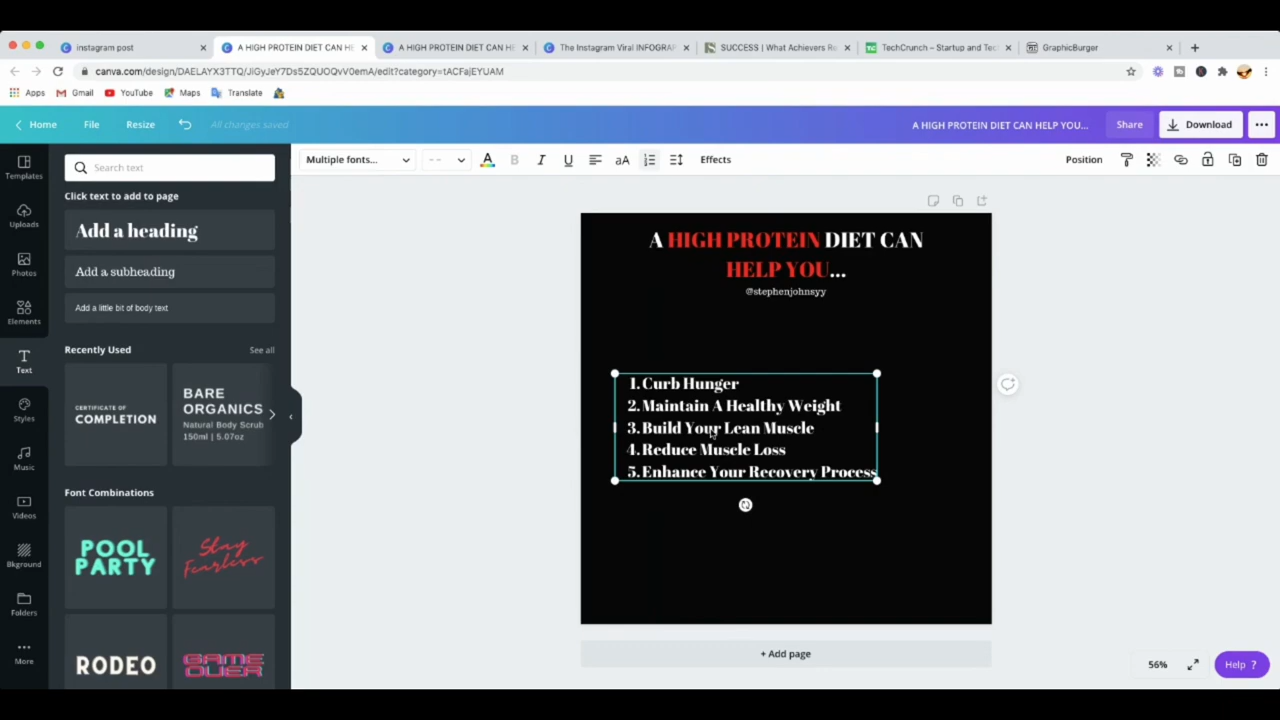 instagram post
A HIGH PROTEIN DIET CAN HE
A HIGH PROTEIN DIET CAN HE
The Instagram Viral INFOGRAP
SUCCESS | What Achievers Re
TechCrunch – Startup and Tec
GraphicBurger
canva.com/design/DAELAYX3TTQ/JiGyJeY7Ds5ZQUOQvV0emA/edit?category=tACFajEYUAM
Apps Gmail YouTube Maps Translate
Home File Resize All changes saved A HIGH PROTEIN DIET CAN HELP YOU... Share Download
Multiple fonts... -- A B I U aA Effects Position
Templates
Uploads
Photos
Elements
Text
Styles
Music
Videos
Bkground
Folders
More
Search text
Click text to add to page
Add a heading
Add a subheading
Add a little bit of body text
Recently Used See all
CERTIFICATE OF
COMPLETION
BARE
ORGANICS
Natural Body Scrub
150ml | 5.07oz
Font Combinations
POOL
PARTY
Stay
Fearless
RODEO
GAME
OVER
A HIGH PROTEIN DIET CAN
HELP YOU...
@stephenjohnsyy
1. Curb Hunger
2. Maintain A Healthy Weight
3. Build Your Lean Muscle
4. Reduce Muscle Loss
5. Enhance Your Recovery Process
+ Add page
56%
Help ?